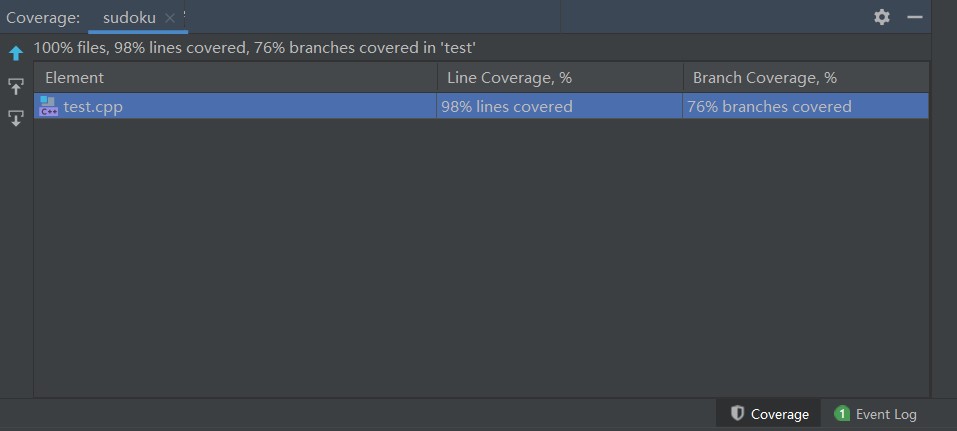 Coverage: sudoku
100% files, 98% lines covered, 76% branches covered in 'test'
Element Line Coverage, % Branch Coverage, %
C++ test.cpp 98% lines covered 76% branches covered
Coverage 1 Event Log